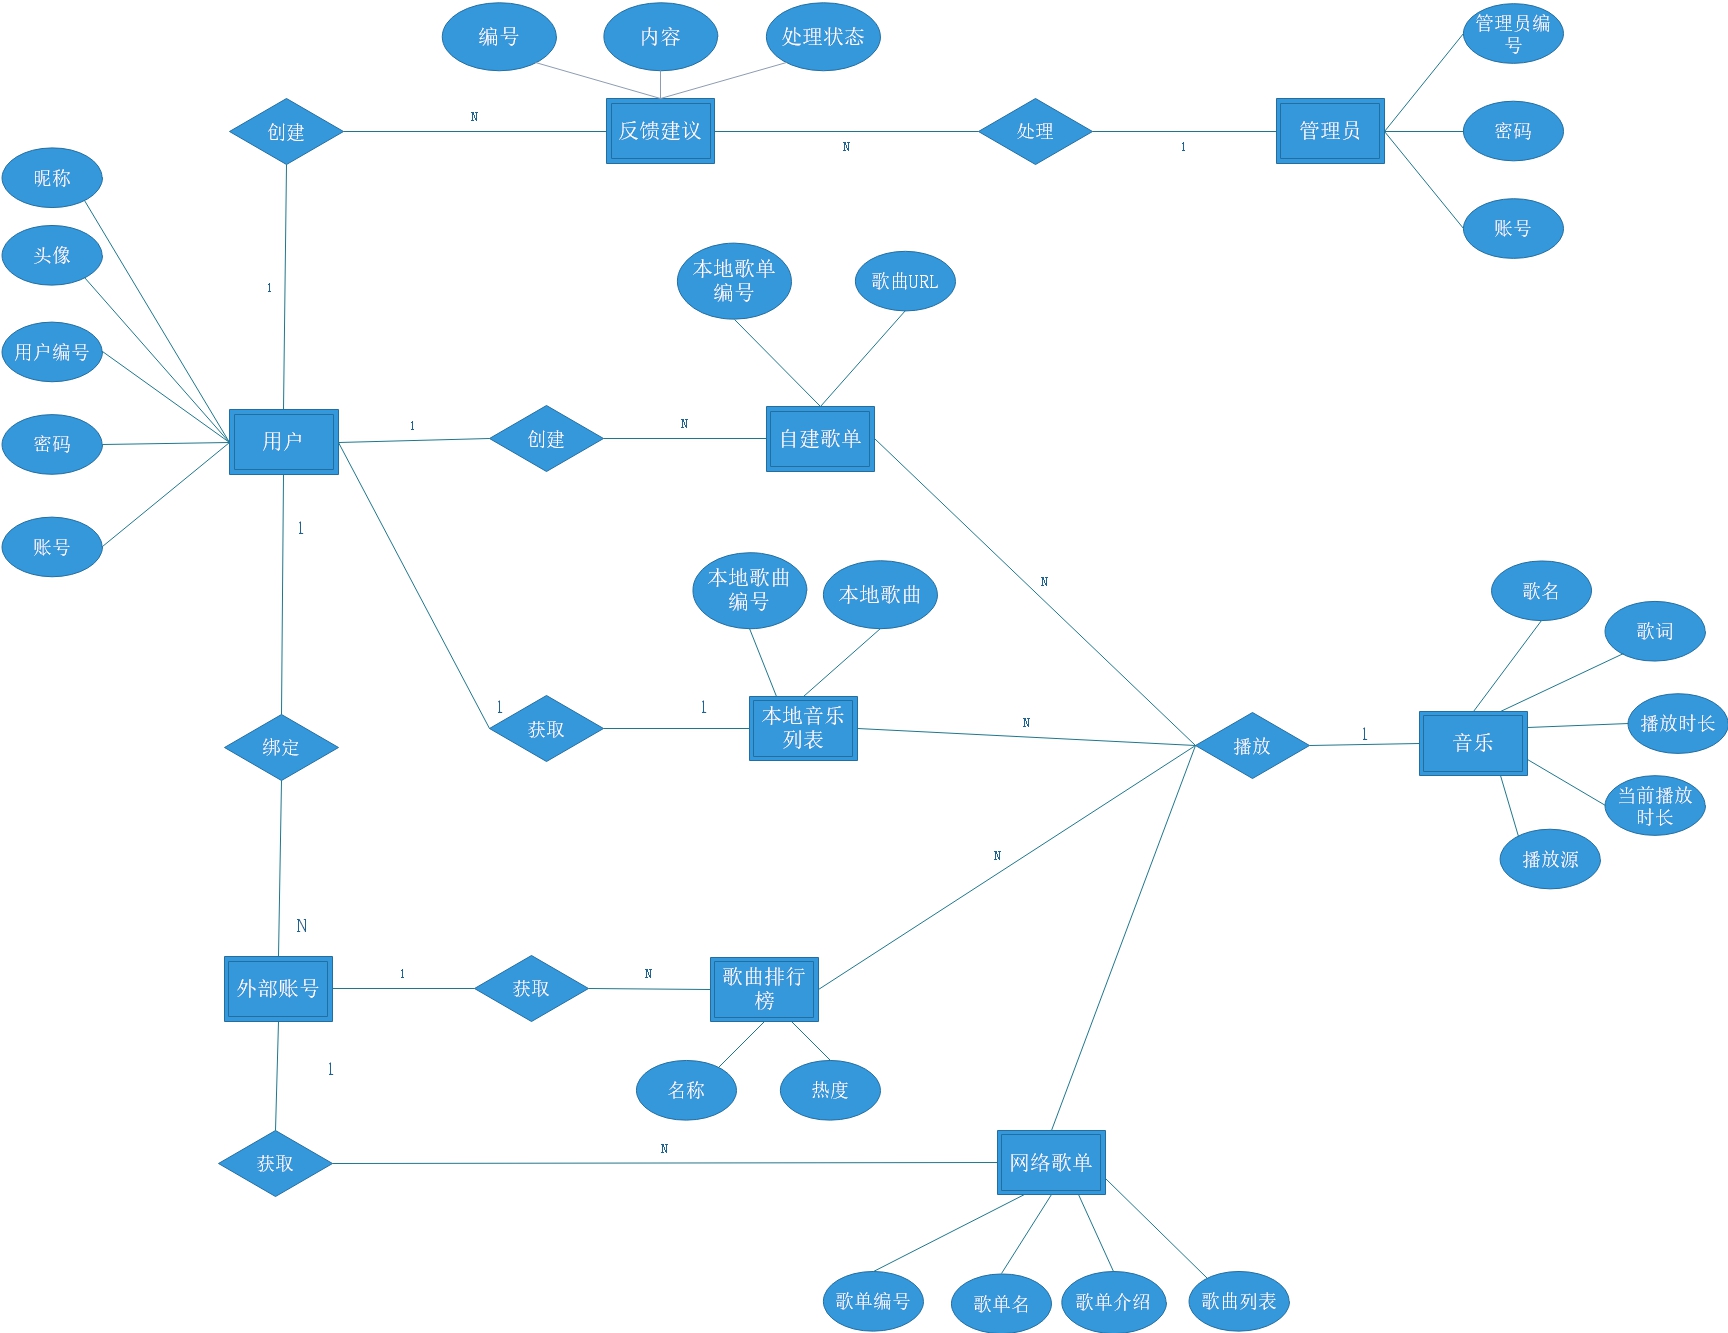 编号
内容
处理状态
管理员编
号
创建
N
反馈建议
N
处理
1
管理员
密码
账号
昵称
头像
用户编号
密码
账号
1
本地歌单
编号
歌曲URL
用户
1
创建
N
自建歌单
1
N
本地歌曲
编号
本地歌曲
歌名
歌词
播放时长
当前播放
时长
播放源
绑定
1
获取
1
本地音乐
列表
N
播放
1
音乐
N
N
外部账号
1
获取
N
歌曲排行
榜
名称
热度
1
获取
N
网络歌单
歌单编号
歌单名
歌单介绍
歌曲列表